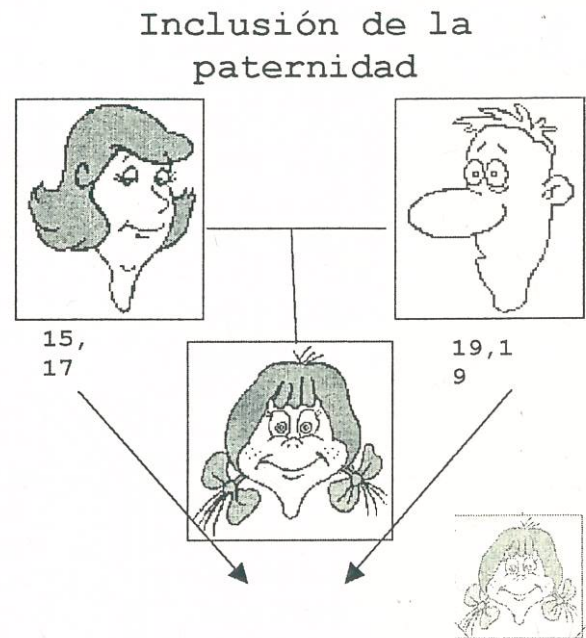 Inclusión de la
paternidad
15,
17
19,1
9